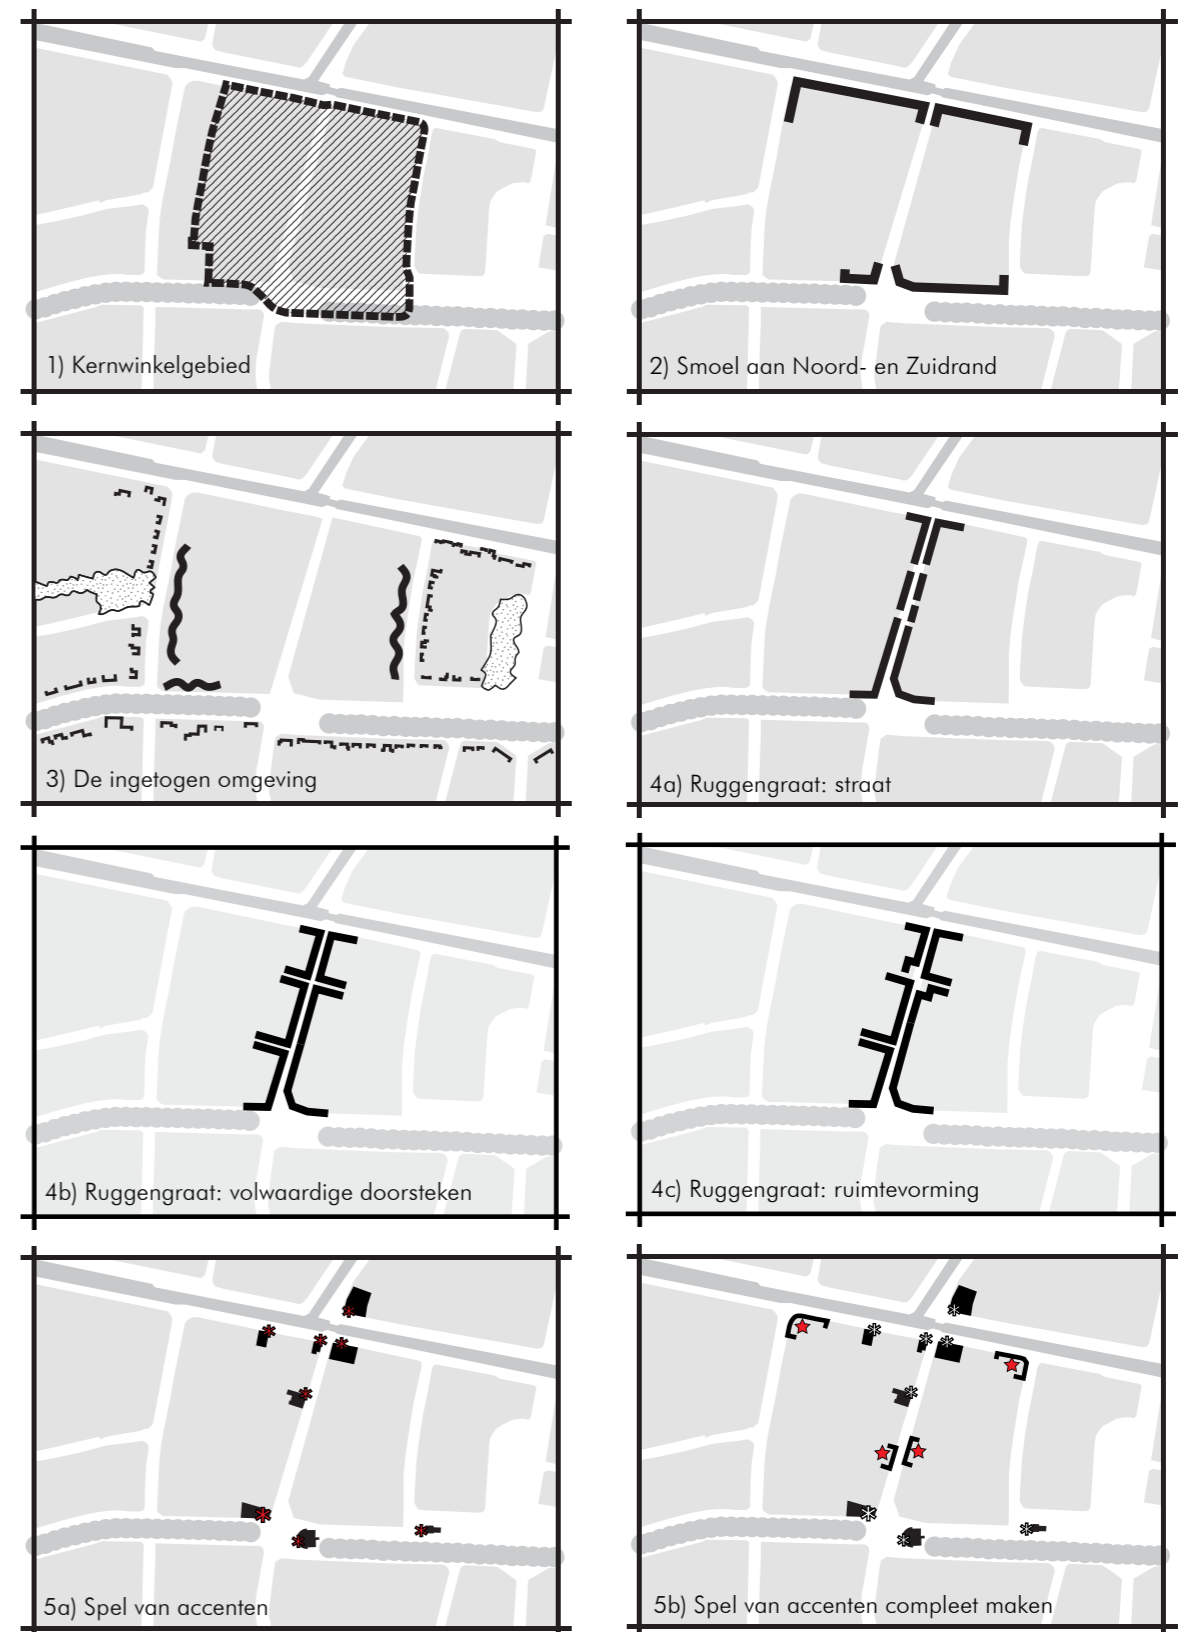 1) Kernwinkelgebied
2) Smoel aan Noord- en Zuidrand
3) De ingetogen omgeving
4a) Ruggengraat: straat
4b) Ruggengraat: volwaardige doorsteken
4c) Ruggengraat: ruimtevorming
5a) Spel van accenten
5b) Spel van accenten compleet maken